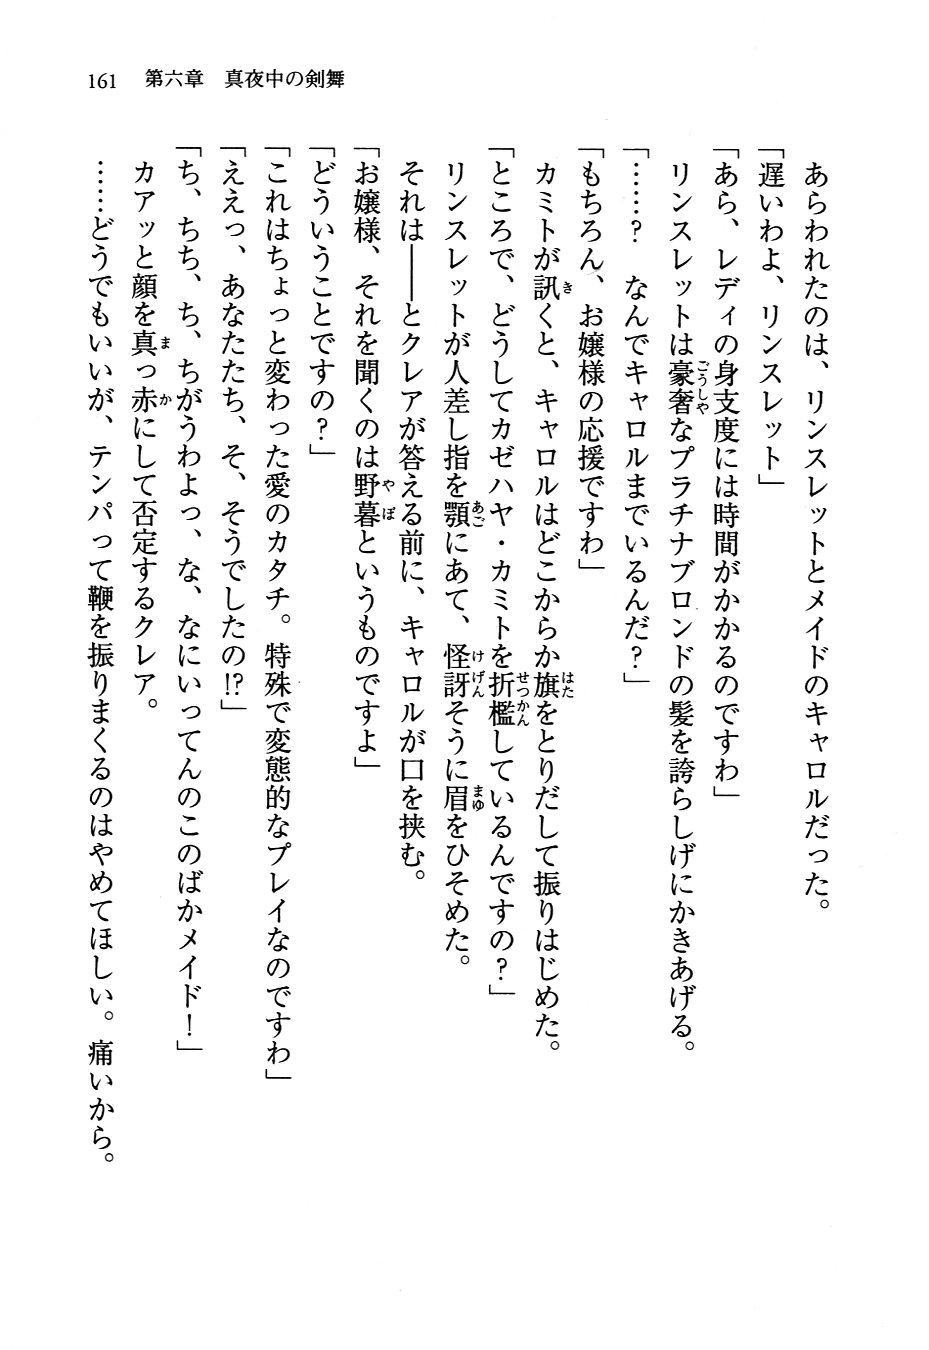 161　第六章　真夜中の剣舞
あらわれたのは、リンスレットとメイドのキャロルだった。
「遅いわよ、リンスレット」
「あら、レディの身支度には時間がかかるのですわ」
リンスレットは豪奢なプラチナブロンドの髪を誇らしげにかきあげる。
「……？　なんでキャロルまでいるんだ？」
「もちろん、お嬢様の応援ですわ」
カミトが訊くと、キャロルはどこからか旗をとりだして振りはじめた。
「ところで、どうしてカゼハヤ・カミトを折檻しているんですの？」
リンスレットが人差し指を顎にあて、怪訝そうに眉をひそめた。
それは――とクレアが答える前に、キャロルが口を挟む。
「お嬢様、それを聞くのは野暮というものですよ」
「どういうことですの？」
「これはちょっと変わった愛のカタチ。特殊で変態的なプレイなのですわ」
「ええっ、あなたたち、そ、そうでしたの!?」
「ち、ちち、ち、ちがうわよっ、な、なにいってんのこのばかメイド！」
カアッと顔を真っ赤にして否定するクレア。
……どうでもいいが、テンパって鞭を振りまくるのはやめてほしい。痛いから。